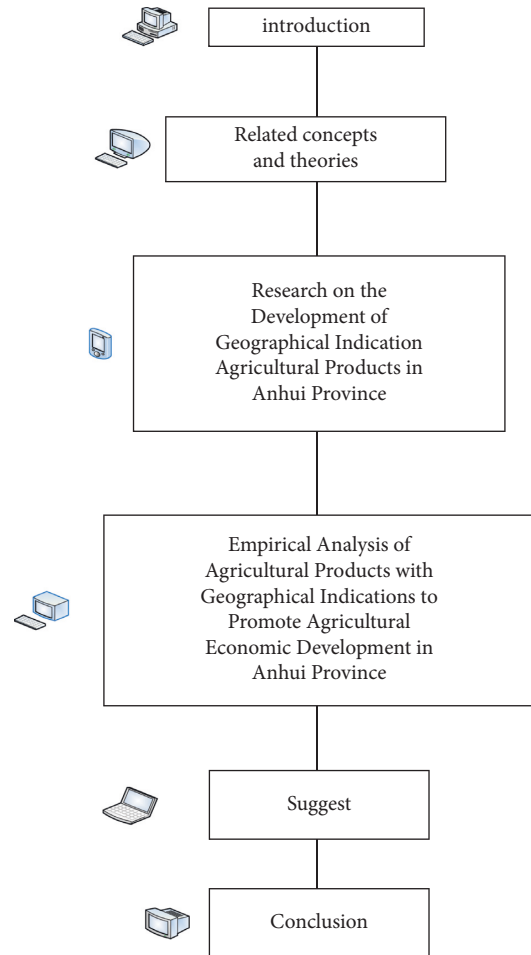 introduction
Related concepts
and theories
Research on the
Development of
Geographical Indication
Agricultural Products in
Anhui Province
Empirical Analysis of
Agricultural Products with
Geographical Indications to
Promote Agricultural
Economic Development in
Anhui Province
Suggest
Conclusion